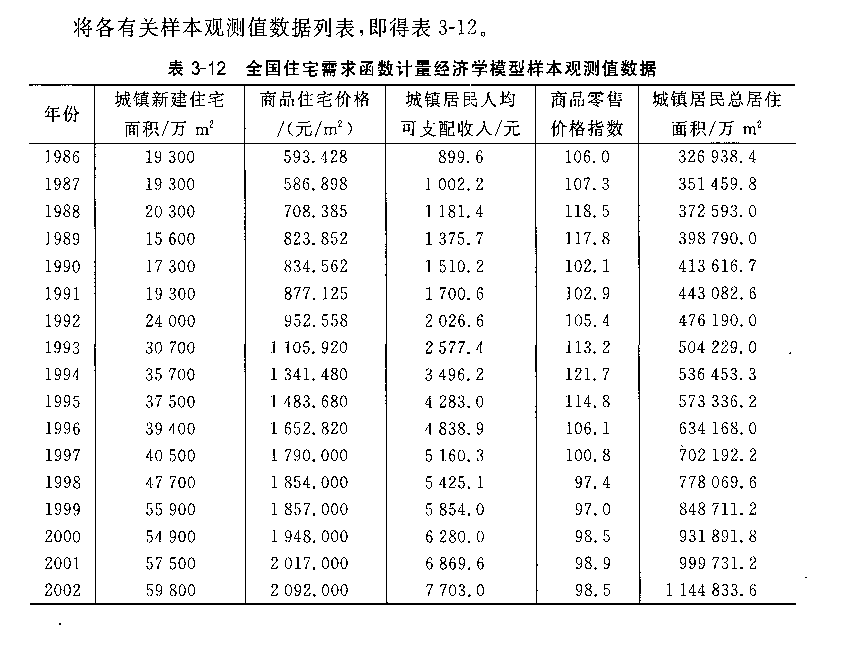 将各有关样本观测值数据列表,即得表 3-12。
表 3-12 全国住宅需求函数计量经济学模型样本观测值数据
年份 城镇新建住宅面积/万 m² 商品住宅价格/(元/m²) 城镇居民人均可支配收入/元 商品零售价格指数 城镇居民总居住面积/万 m²
1986 19 300 593.428 899.6 106.0 326 938.4
1987 19 300 586.898 1 002.2 107.3 351 459.8
1988 20 300 708.385 1 181.4 118.5 372 593.0
1989 15 600 823.852 1 375.7 117.8 398 790.0
1990 17 300 834.562 1 510.2 102.1 413 616.7
1991 19 300 877.125 1 700.6 102.9 443 082.6
1992 24 000 952.558 2 026.6 105.4 476 190.0
1993 30 700 1 105.920 2 577.4 113.2 504 229.0
1994 35 700 1 341.480 3 496.2 121.7 536 453.3
1995 37 500 1 483.680 4 283.0 114.8 573 336.2
1996 39 400 1 652.820 4 838.9 106.1 634 168.0
1997 40 500 1 790.000 5 160.3 100.8 702 192.2
1998 47 700 1 854.000 5 425.1 97.4 778 069.6
1999 55 900 1 857.000 5 854.0 97.0 848 711.2
2000 54 900 1 948.000 6 280.0 98.5 931 891.8
2001 57 500 2 017.000 6 869.6 98.9 999 731.2
2002 59 800 2 092.000 7 703.0 98.5 1 144 833.6